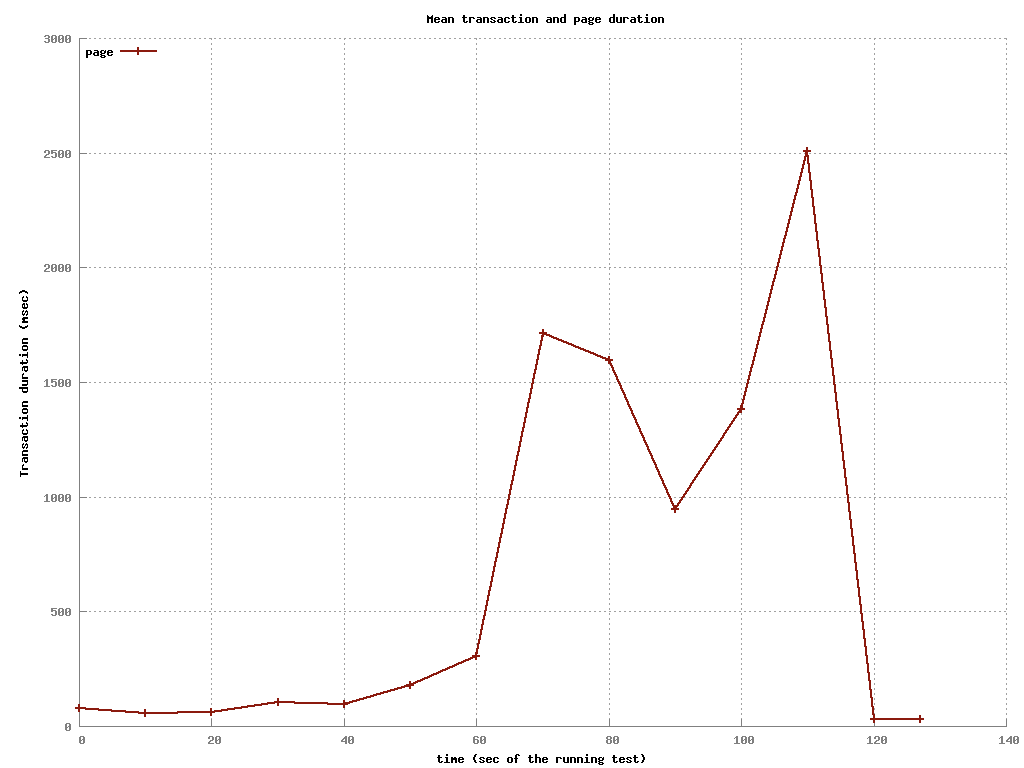 Mean transaction and page duration
3000
page
2500
2000
Transaction duration (msec)
1500
1000
500
0
0 20 40 60 80 100 120 140
time (sec of the running test)